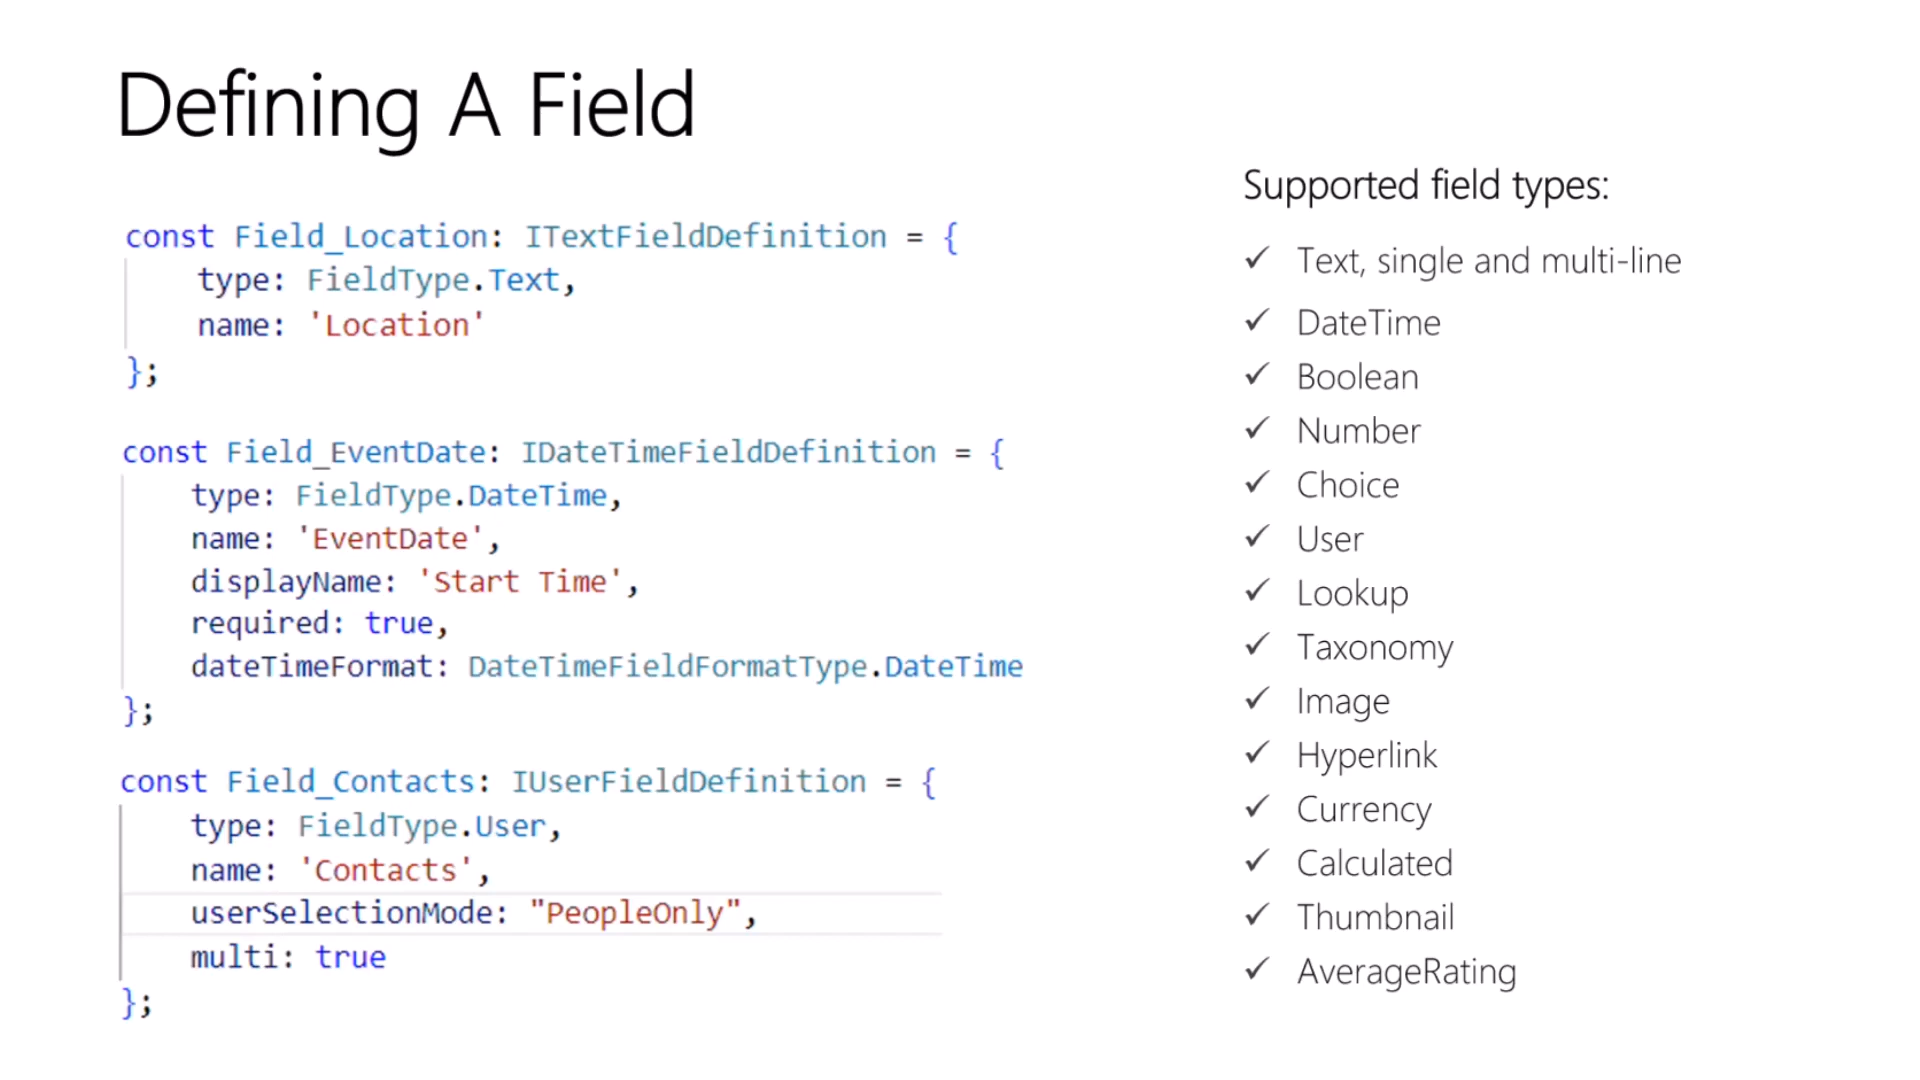 Defining A Field
const Field_Location: ITextFieldDefinition = {
type: FieldType.Text,
name: 'Location'
};
const Field_EventDate: IDateTimeFieldDefinition = {
type: FieldType.DateTime,
name: 'EventDate',
displayName: 'Start Time',
required: true,
dateTimeFormat: DateTimeFieldFormatType.DateTime
};
const Field_Contacts: IUserFieldDefinition = {
type: FieldType.User,
name: 'Contacts',
userSelectionMode: "PeopleOnly",
multi: true
};
Supported field types:
✓ Text, single and multi-line
✓ DateTime
✓ Boolean
✓ Number
✓ Choice
✓ User
✓ Lookup
✓ Taxonomy
✓ Image
✓ Hyperlink
✓ Currency
✓ Calculated
✓ Thumbnail
✓ AverageRating